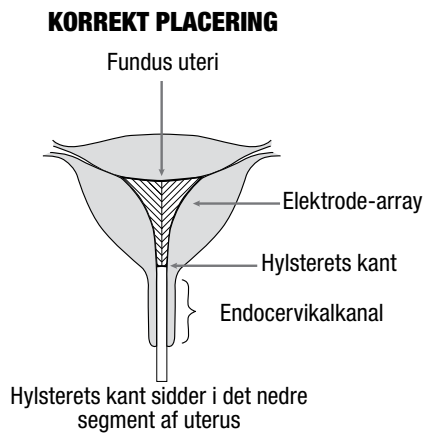 KORREKT PLACERING
Fundus uteri
Elektrode-array
Hylsterets kant
Endocervikalkanal
Hylsterets kant sidder i det nedre
segment af uterus